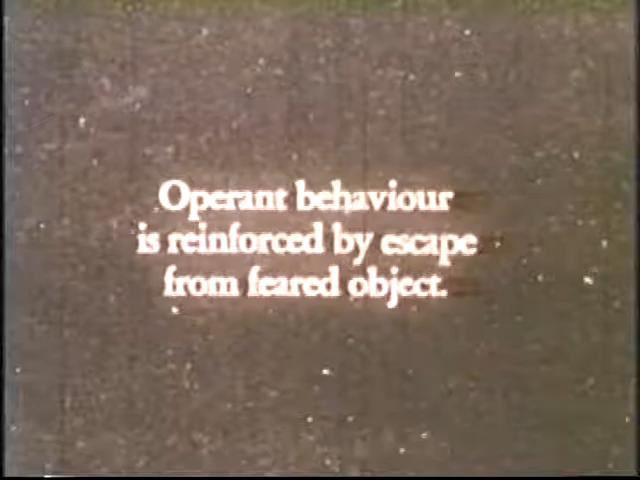 Operant behaviour
is reinforced by escape
from feared object.